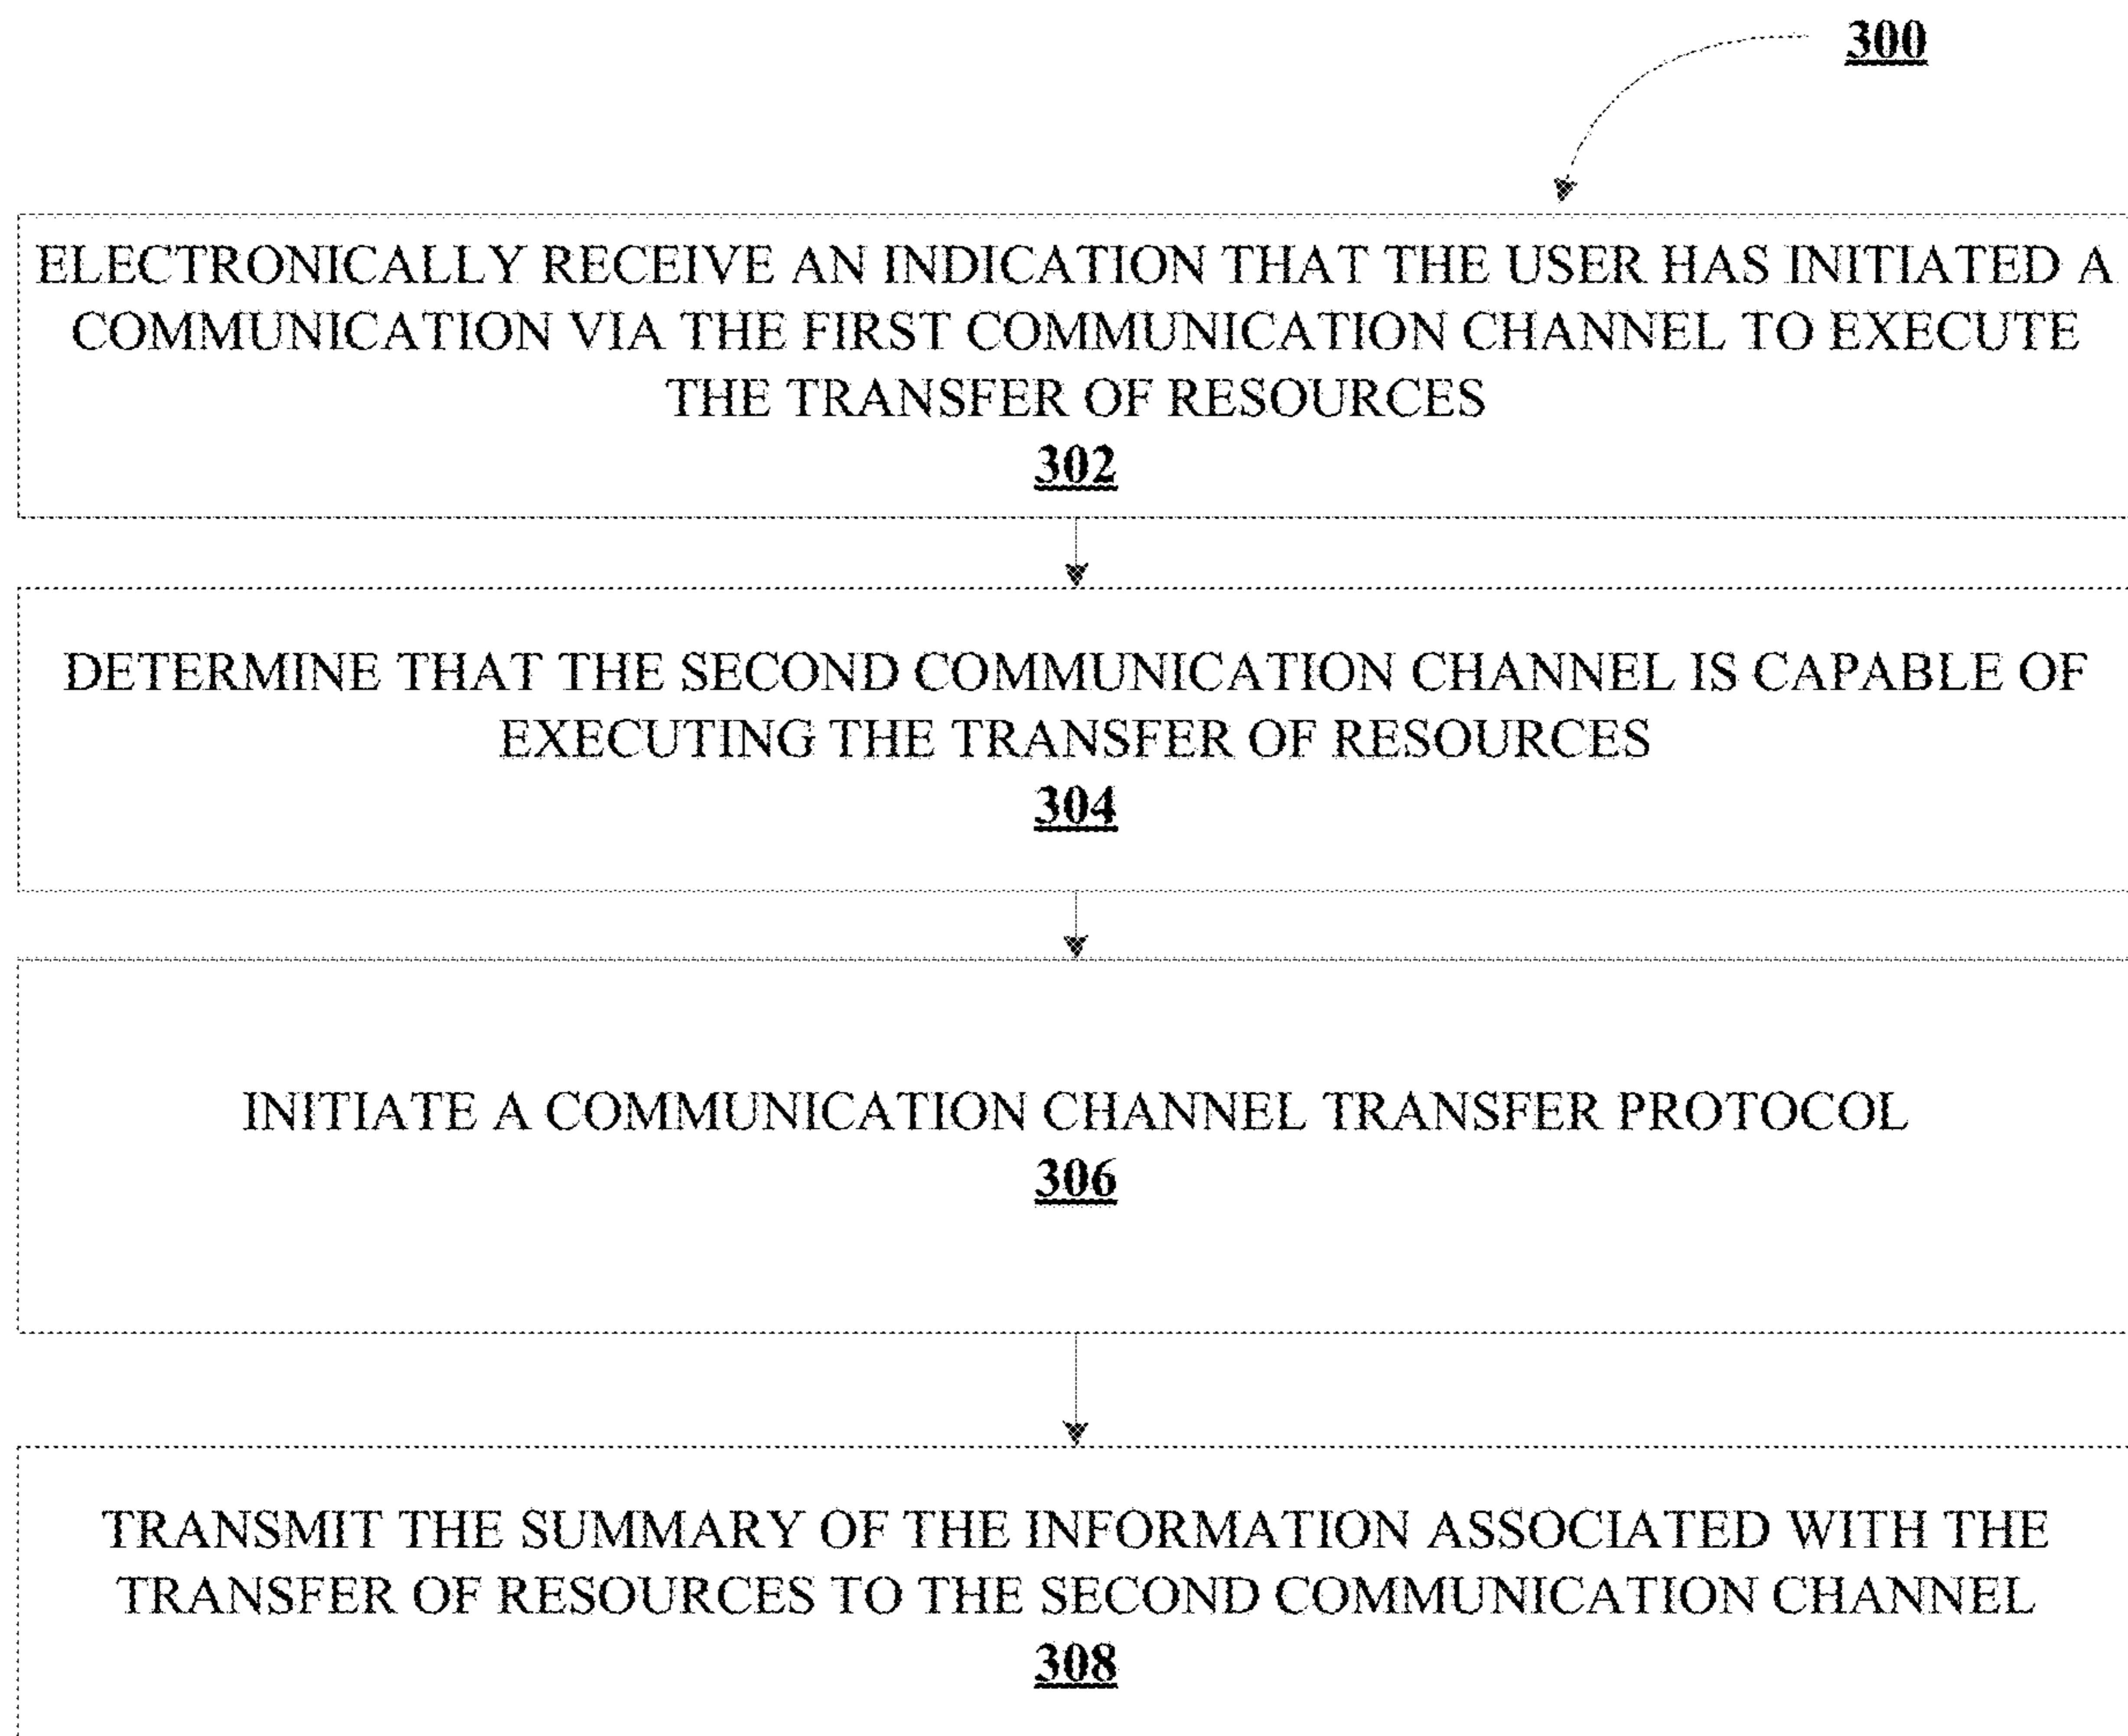 300
ELECTRONICALLY RECEIVE AN INDICATION THAT THE USER HAS INITIATED A
COMMUNICATION VIA THE FIRST COMMUNICATION CHANNEL TO EXECUTE
THE TRANSFER OF RESOURCES
302
DETERMINE THAT THE SECOND COMMUNICATION CHANNEL IS CAPABLE OF
EXECUTING THE TRANSFER OF RESOURCES
304
INITIATE A COMMUNICATION CHANNEL TRANSFER PROTOCOL
306
TRANSMIT THE SUMMARY OF THE INFORMATION ASSOCIATED WITH THE
TRANSFER OF RESOURCES TO THE SECOND COMMUNICATION CHANNEL
308